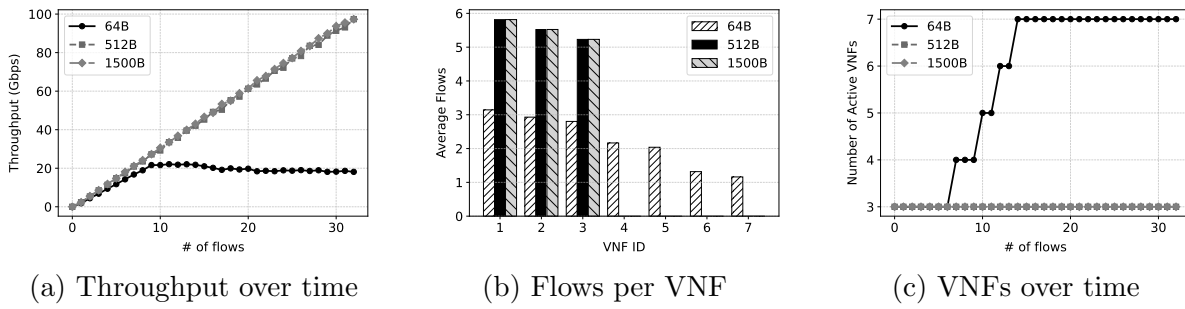 100
80
60
40
20
0
Throughput (Gbps)
64B
512B
1500B
0 10 20 30
# of flows
(a) Throughput over time
6
5
4
3
2
1
0
Average Flows
64B
512B
1500B
1 2 3 4 5 6 7
VNF ID
(b) Flows per VNF
7
6
5
4
3
Number of Active VNFs
64B
512B
1500B
0 10 20 30
# of flows
(c) VNFs over time